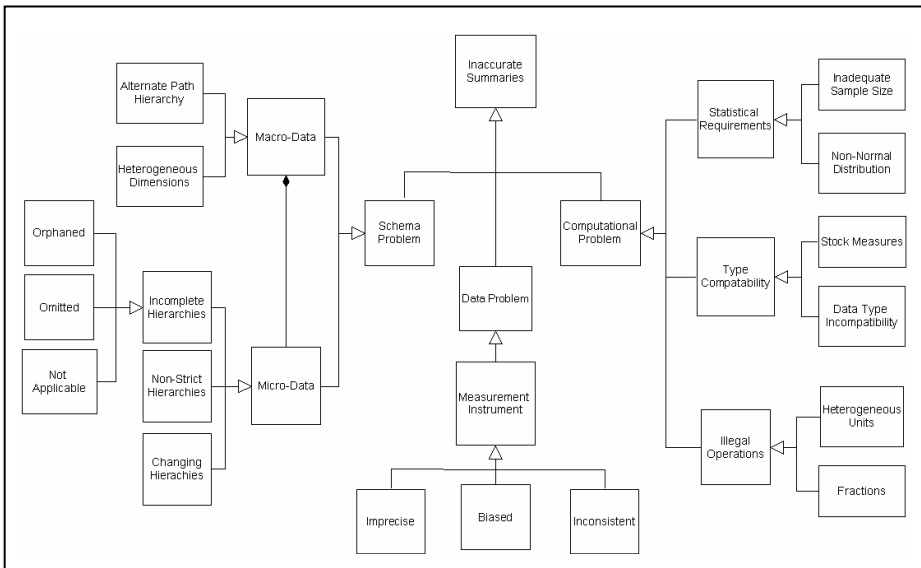 Inaccurate
Summaries
Alternate Path
Hierarchy
Macro-Data
Heterogeneous
Dimensions
Schema
Problem
Computational
Problem
Statistical
Requirements
Inadequate
Sample Size
Non-Normal
Distribution
Orphaned
Omitted
Not
Applicable
Incomplete
Hierarchies
Non-Strict
Hierarchies
Changing
Hierachies
Micro-Data
Data Problem
Measurement
Instrument
Imprecise
Biased
Inconsistent
Type
Compatability
Stock Measures
Data Type
Incompatibility
Illegal
Operations
Heterogeneous
Units
Fractions